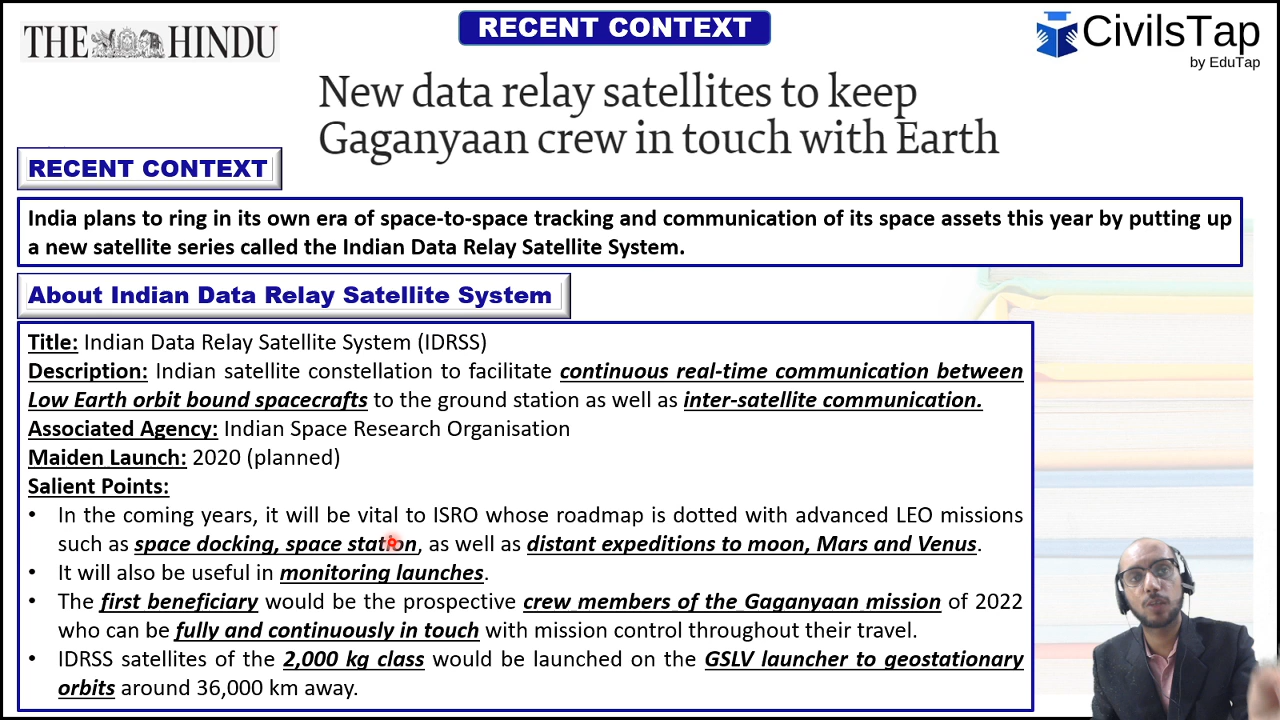 THE HINDU
RECENT CONTEXT
CivilsTap
by EduTap
New data relay satellites to keep
Gaganyaan crew in touch with Earth
RECENT CONTEXT
India plans to ring in its own era of space-to-space tracking and communication of its space assets this year by putting up
a new satellite series called the Indian Data Relay Satellite System.
About Indian Data Relay Satellite System
Title: Indian Data Relay Satellite System (IDRSS)
Description: Indian satellite constellation to facilitate continuous real-time communication between
Low Earth orbit bound spacecrafts to the ground station as well as inter-satellite communication.
Associated Agency: Indian Space Research Organisation
Maiden Launch: 2020 (planned)
Salient Points:
• In the coming years, it will be vital to ISRO whose roadmap is dotted with advanced LEO missions
such as space docking, space station, as well as distant expeditions to moon, Mars and Venus.
• It will also be useful in monitoring launches.
• The first beneficiary would be the prospective crew members of the Gaganyaan mission of 2022
who can be fully and continuously in touch with mission control throughout their travel.
• IDRSS satellites of the 2,000 kg class would be launched on the GSLV launcher to geostationary
orbits around 36,000 km away.